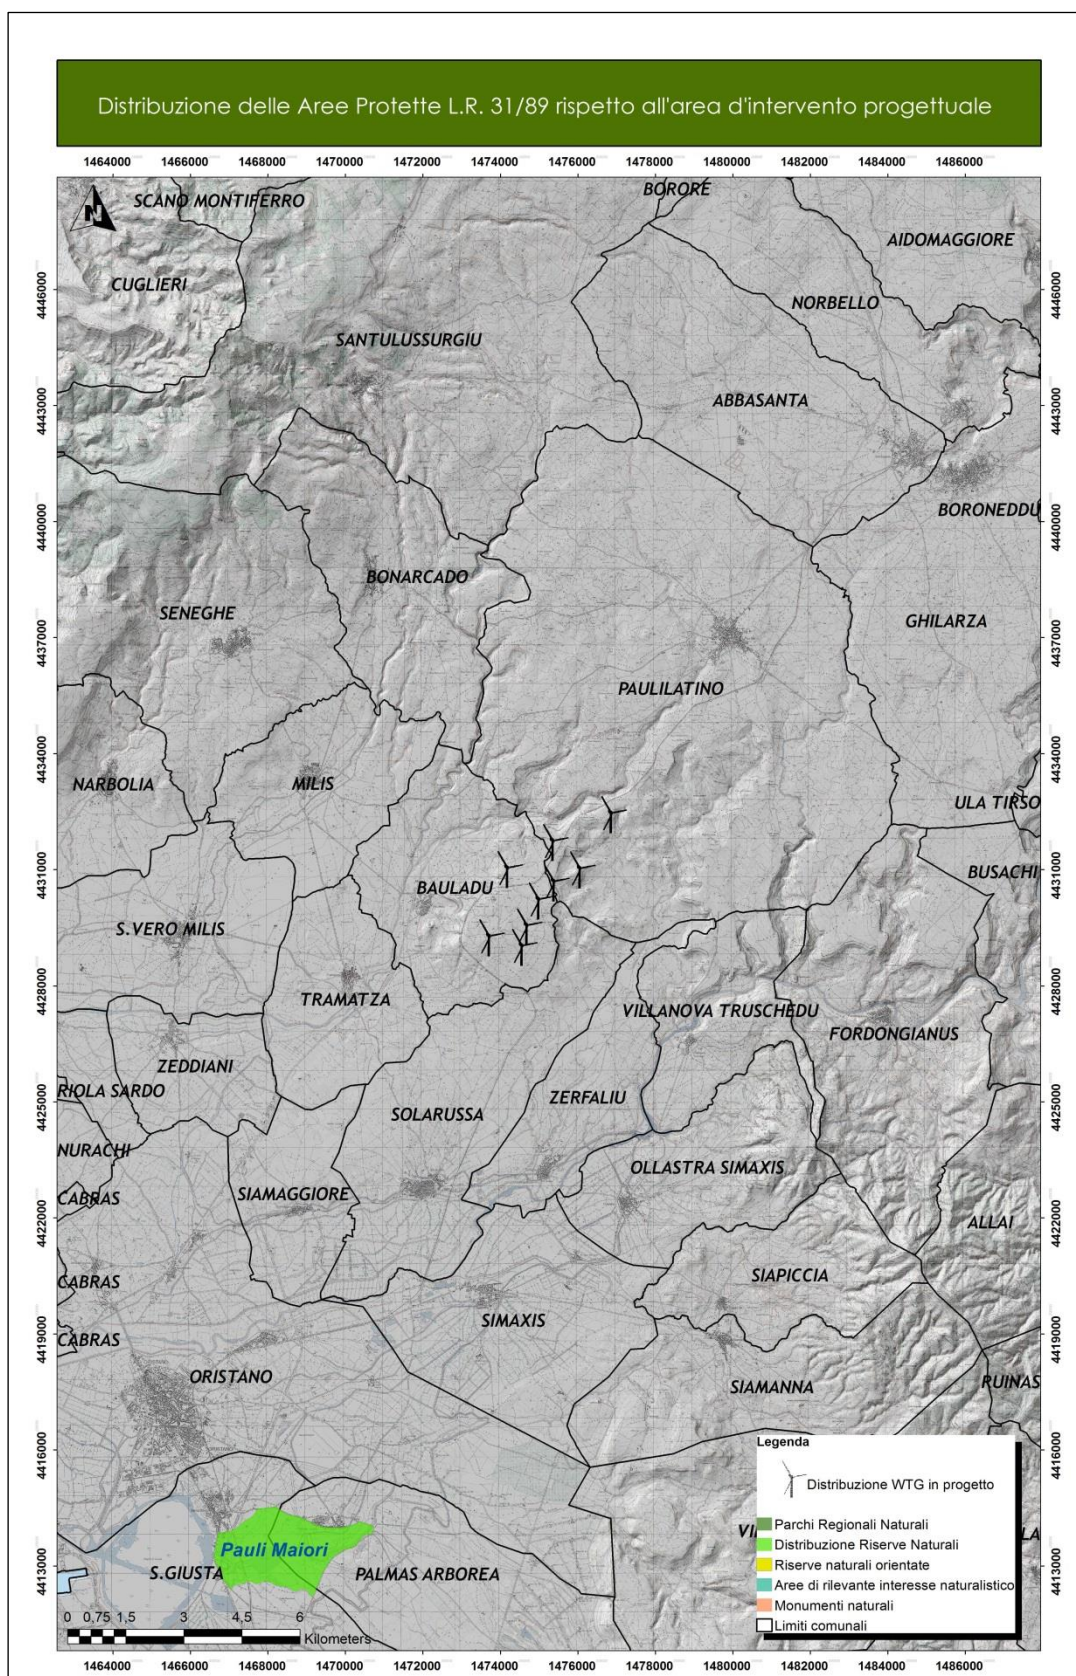 Distribuzione delle Aree Protette L.R. 31/89 rispetto all'area d'intervento progettuale
1464000 1466000 1468000 1470000 1472000 1474000 1476000 1478000 1480000 1482000 1484000 1486000
N
SCANO MONTIFERRO
BORORE
AIDOMAGGIORE
CUGLIERI
4446000
4446000
NORBELLO
SANTULUSSURGIU
4443000
4443000
ABBASANTA
4440000
4440000
BORONEDDU
BONARCADO
SENEGHE
GHILARZA
4437000
4437000
PAULILATINO
4434000
4434000
NARBOLIA
MILIS
ULA TIRSO
4431000
4431000
BUSACHI
BAULADU
S.VERO MILIS
4428000
4428000
TRAMATZA
VILLANOVA TRUSCHEDU
FORDONGIANUS
ZEDDIANI
RIOLA SARDO
ZERFALIU
4425000
4425000
SOLARUSSA
NURACHI
OLLASTRA SIMAXIS
SIAMAGGIORE
CABRAS
4422000
4422000
ALLAI
CABRAS
SIAPICCIA
SIMAXIS
CABRAS
4419000
4419000
ORISTANO
SIAMANNA
RUINAS
4416000
4416000
Legenda
Distribuzione WTG in progetto
Parchi Regionali Naturali
Distribuzione Riserve Naturali
Riserve naturali orientate
Aree di rilevante interesse naturalistico
Monumenti naturali
Limiti comunali
VI
LA
Pauli Maiori
4413000
4413000
S.GIUSTA
PALMAS ARBOREA
0 0,75 1,5 3 4,5 6
Kilometers
1464000 1466000 1468000 1470000 1472000 1474000 1476000 1478000 1480000 1482000 1484000 1486000